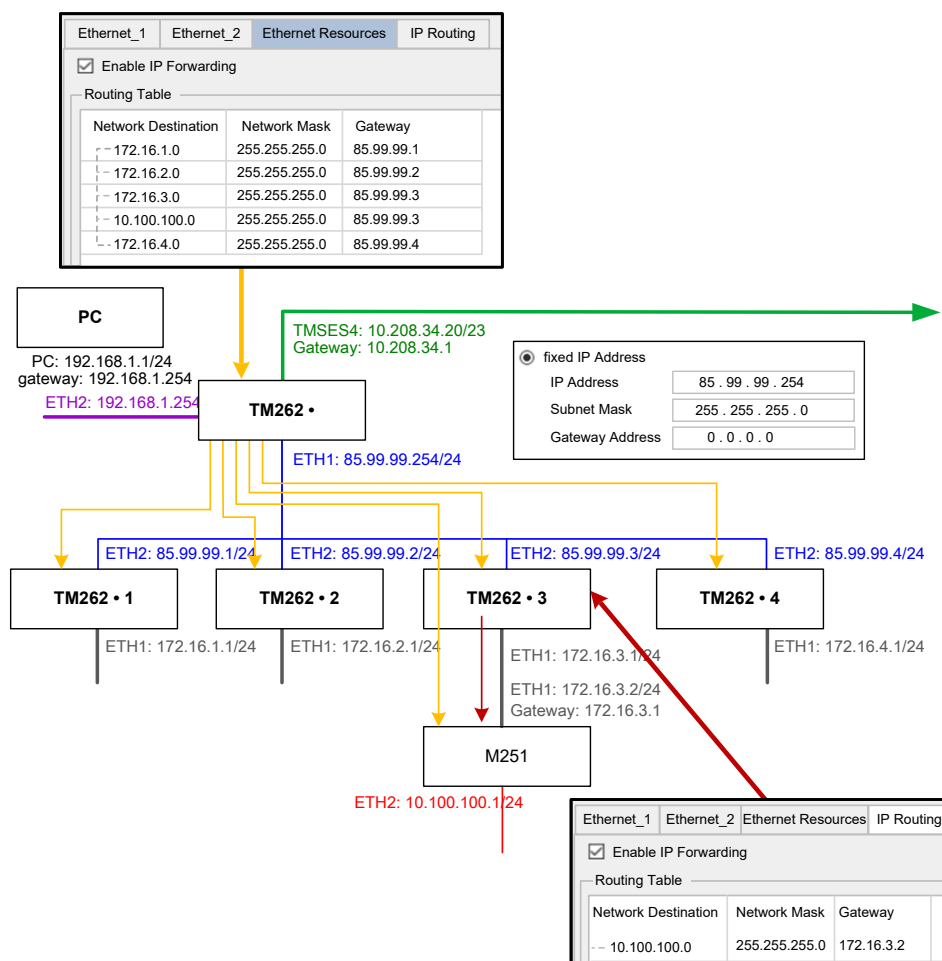 Ethernet_1 Ethernet_2 Ethernet Resources IP Routing
Enable IP Forwarding
Routing Table
Network Destination Network Mask Gateway
172.16.1.0 255.255.255.0 85.99.99.1
172.16.2.0 255.255.255.0 85.99.99.2
172.16.3.0 255.255.255.0 85.99.99.3
10.100.100.0 255.255.255.0 85.99.99.3
172.16.4.0 255.255.255.0 85.99.99.4
PC
PC: 192.168.1.1/24
gateway: 192.168.1.254
ETH2: 192.168.1.254
TMSES4: 10.208.34.20/23
Gateway: 10.208.34.1
TM262 •
ETH1: 85.99.99.254/24
fixed IP Address
IP Address 85 . 99 . 99 . 254
Subnet Mask 255 . 255 . 255 . 0
Gateway Address 0 . 0 . 0 . 0
ETH2: 85.99.99.1/24
ETH2: 85.99.99.2/24
ETH2: 85.99.99.3/24
ETH2: 85.99.99.4/24
TM262 • 1
TM262 • 2
TM262 • 3
TM262 • 4
ETH1: 172.16.1.1/24
ETH1: 172.16.2.1/24
ETH1: 172.16.3.1/24
ETH1: 172.16.4.1/24
ETH1: 172.16.3.2/24
Gateway: 172.16.3.1
M251
ETH2: 10.100.100.1/24
Ethernet_1 Ethernet_2 Ethernet Resources IP Routing
Enable IP Forwarding
Routing Table
Network Destination Network Mask Gateway
10.100.100.0 255.255.255.0 172.16.3.2